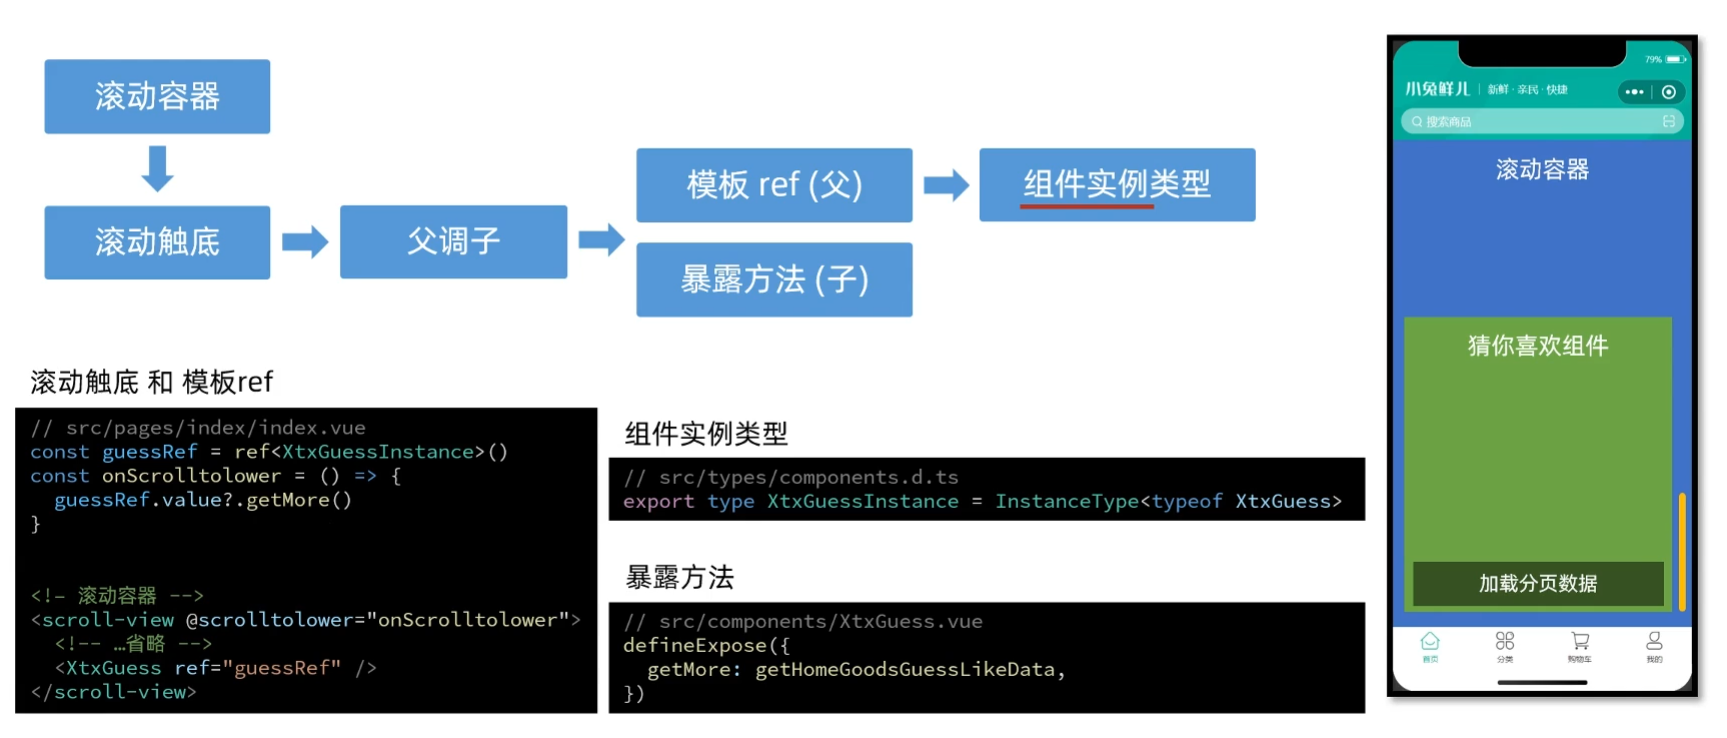 滚动容器
滚动触底
父调子
模板 ref (父)
暴露方法 (子)
组件实例类型
滚动触底 和 模板ref
// src/pages/index/index.vue
const guessRef = ref<XtxGuessInstance>()
const onScrolltolower = () => {
  guessRef.value?.getMore()
}
<!— 滚动容器 -->
<scroll-view @scrolltolower="onScrolltolower">
  <!-- …省略 -->
  <XtxGuess ref="guessRef" />
</scroll-view>
组件实例类型
// src/types/components.d.ts
export type XtxGuessInstance = InstanceType<typeof XtxGuess>
暴露方法
// src/components/XtxGuess.vue
defineExpose({
  getMore: getHomeGoodsGuessLikeData,
})
79%
小兔鲜儿 | 新鲜·亲民·快捷
搜索商品
滚动容器
猜你喜欢组件
加载分页数据
首页 分类 购物车 我的